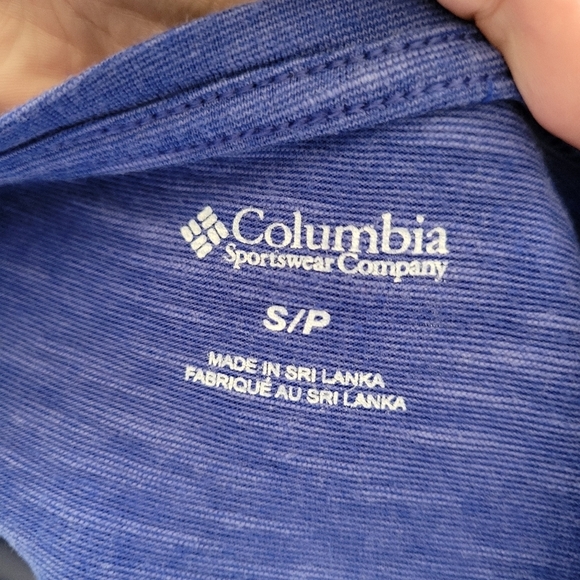 Columbia
Sportswear Company
S/P
MADE IN SRI LANKA
FABRIQUÉ AU SRI LANKA